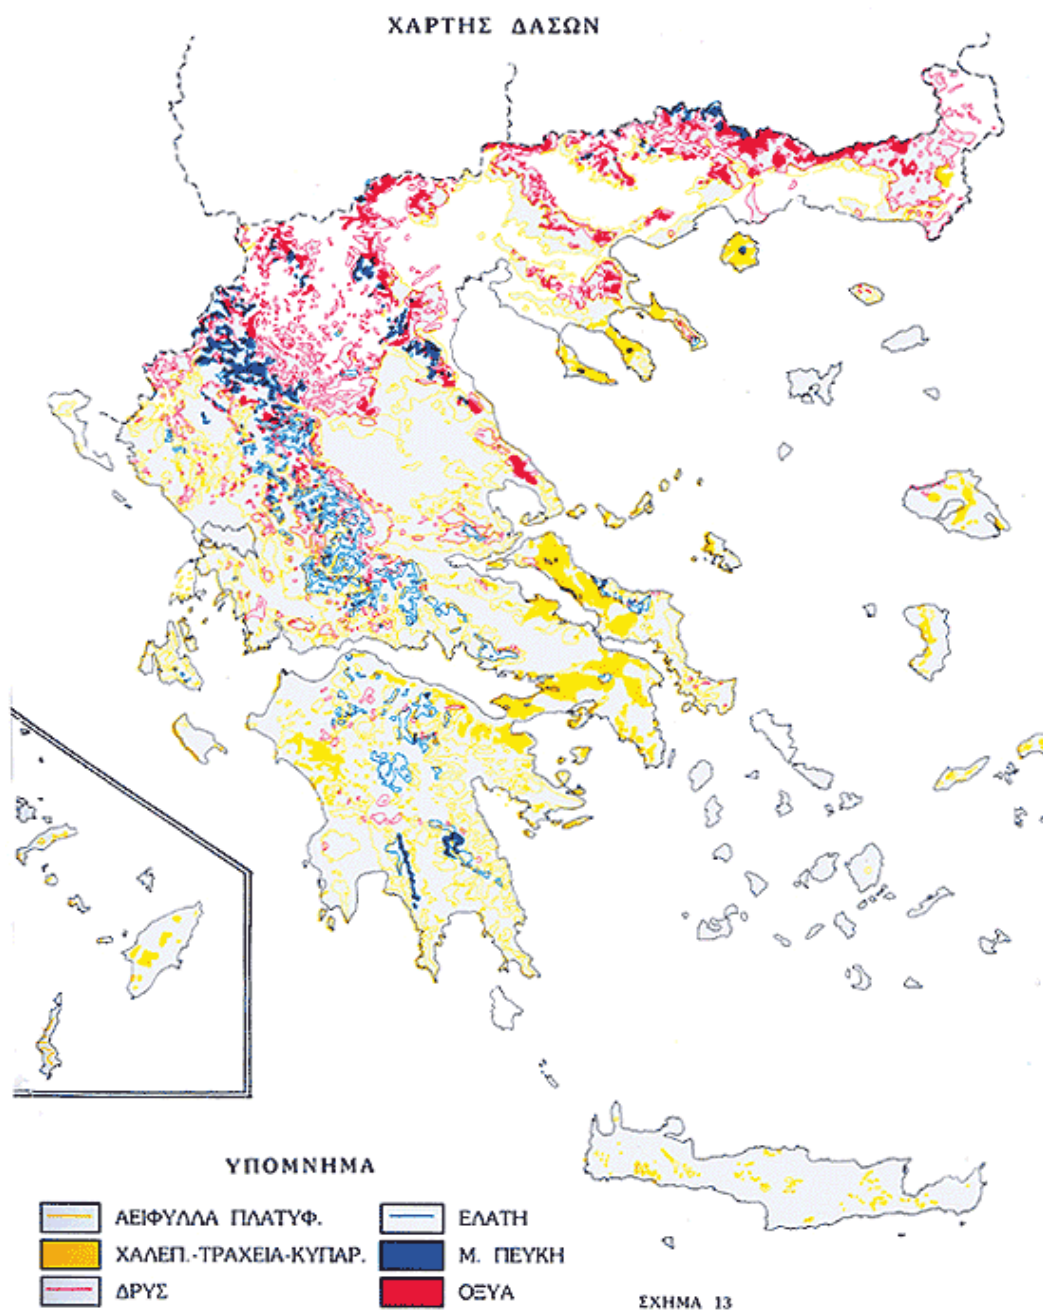 ΧΑΡΤΗΣ ΔΑΣΩΝ
ΥΠΟΜΝΗΜΑ
ΑΕΙΦΥΛΛΑ ΠΛΑΤΥΦ.
ΧΑΛΕΠ.-ΤΡΑΧΕΙΑ-ΚΥΠΑΡ.
ΔΡΥΣ
ΕΛΑΤΗ
Μ. ΠΕΥΚΗ
ΟΞΥΑ
ΣΧΗΜΑ 13